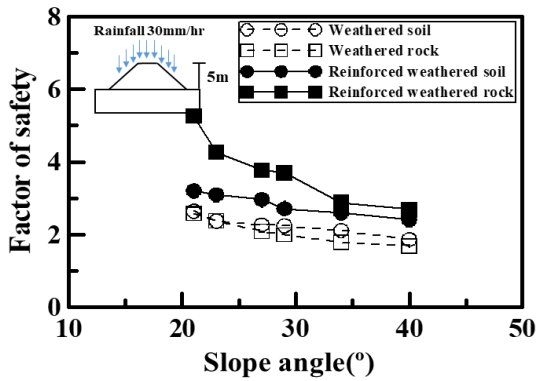 8
6
4
2
0
Factor of safety
Rainfall 30mm/hr
5m
Weathered soil
Weathered rock
Reinforced weathered soil
Reinforced weathered rock
10 20 30 40 50
Slope angle(º)